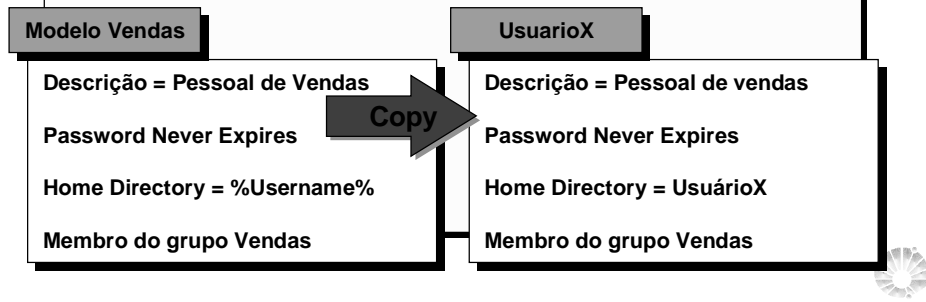 Modelo Vendas
Descrição = Pessoal de Vendas
Password Never Expires
Home Directory = %Username%
Membro do grupo Vendas
Copy
UsuarioX
Descrição = Pessoal de vendas
Password Never Expires
Home Directory = UsuárioX
Membro do grupo Vendas